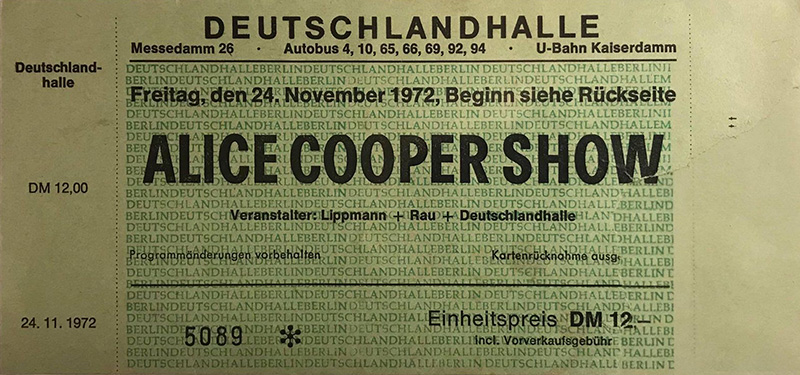 DEUTSCHLANDHALLE
Messedamm 26 · Autobus 4, 10, 65, 66, 69, 92, 94 · U-Bahn Kaiserdamm
Deutschland-
halle
Freitag, den 24. November 1972, Beginn siehe Rückseite
ALICE COOPER SHOW
DM 12,00
Veranstalter: Lippmann + Rau + Deutschlandhalle
Programmänderungen vorbehalten Kartenrücknahme ausg.
24. 11. 1972
5089 ✻ Einheitspreis DM 12.–
incl. Vorverkaufsgebühr